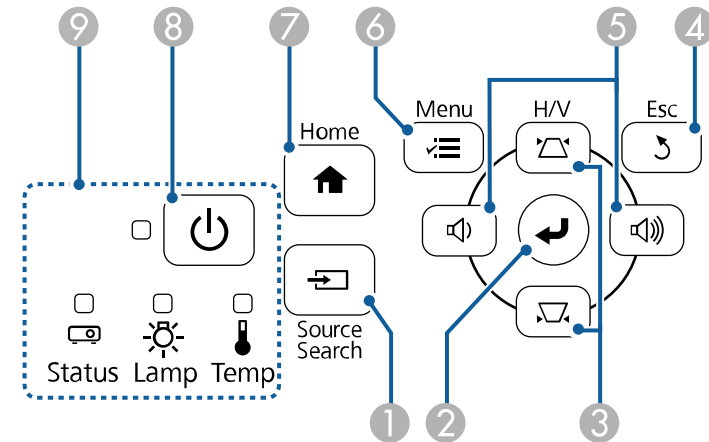 9 8 7 6 5 4
Menu H/V Esc
Home
Source
Search
Status Lamp Temp
1 2 3